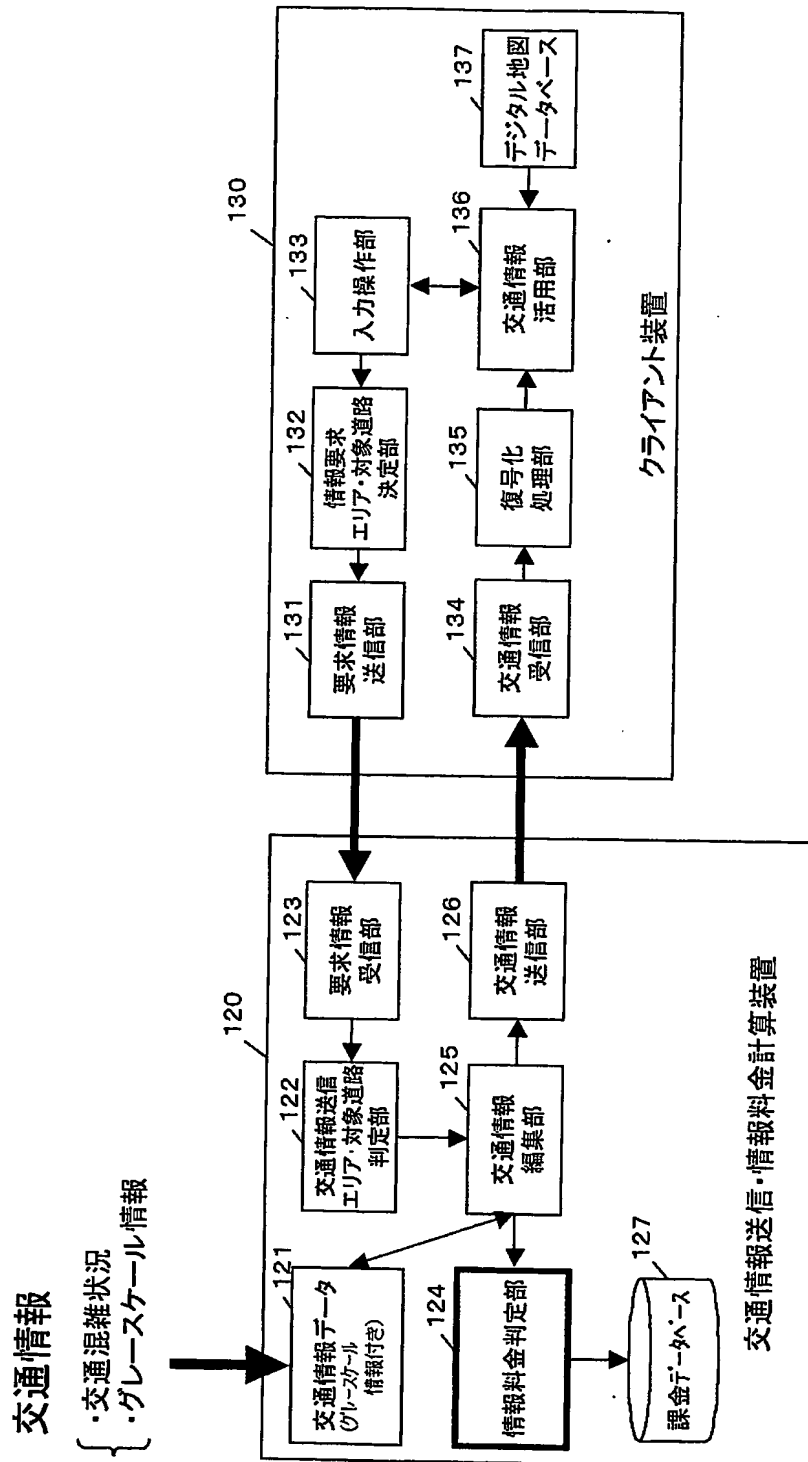 交通情報
・交通混雑状況
・グレースケール情報
120
121
交通情報データ
(グレースケール
情報付き)
122
交通情報送信
エリア・対象道路
判定部
123
要求情報
受信部
124
情報料金判定部
125
交通情報
編集部
126
交通情報
送信部
127
課金データベース
交通情報送信・情報料金計算装置
130
131
要求情報
送信部
132
情報要求
エリア・対象道路
決定部
133
入力操作部
134
交通情報
受信部
135
復号化
処理部
136
交通情報
活用部
137
デジタル地図
データベース
クライアント装置